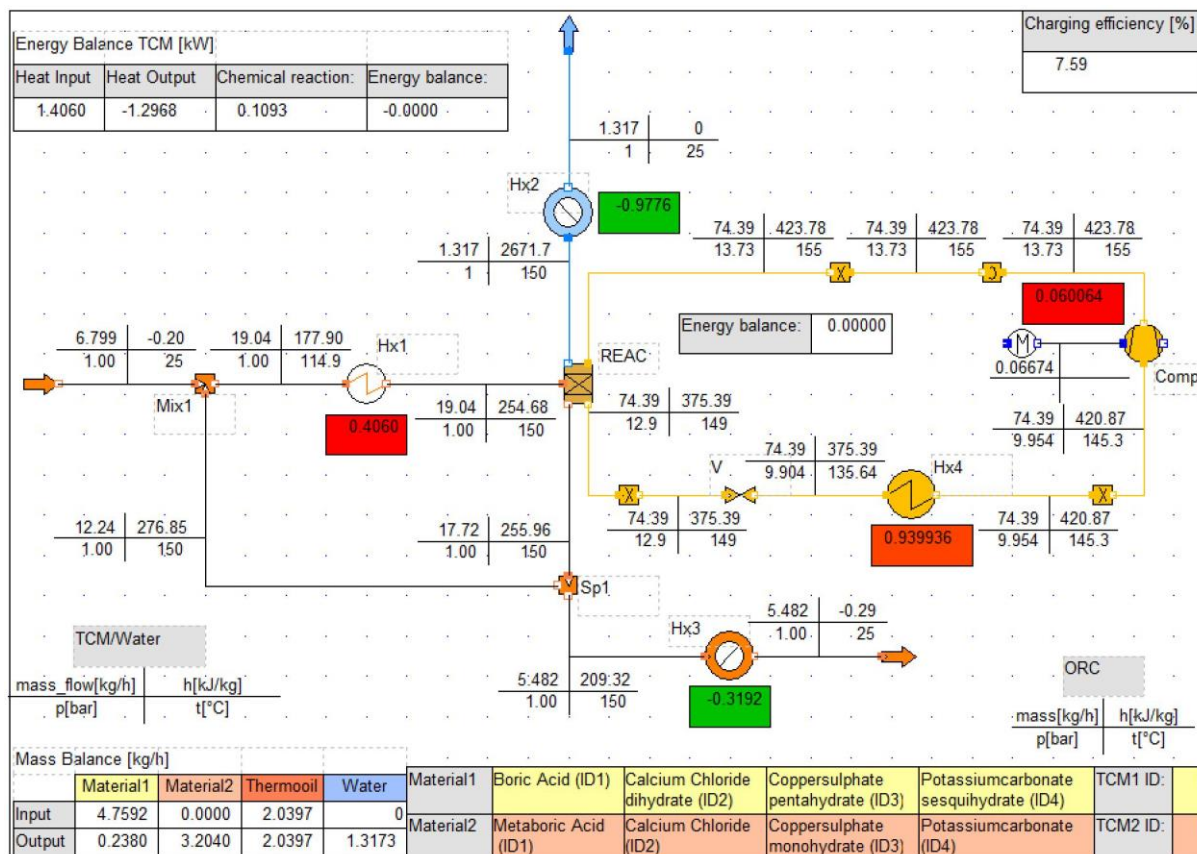 Energy Balance TCM [kW]
Heat Input Heat Output Chemical reaction: Energy balance:
1.4060 -1.2968 0.1093 -0.0000
Charging efficiency [%]
7.59
1.317 0
1 25
Hx2
-0.9776
1.317 2671.7
1 150
74.39 423.78
13.73 155
74.39 423.78
13.73 155
74.39 423.78
13.73 155
0.060064
M
Comp
0.06674
Energy balance: 0.00000
6.799 -0.20
1.00 25
19.04 177.90
1.00 114.9
Hx1
REAC
Mix1
0.4060
19.04 254.68
1.00 150
74.39 375.39
12.9 149
74.39 420.87
9.954 145.3
74.39 375.39
9.904 135.64
V
Hx4
12.24 276.85
1.00 150
17.72 255.96
1.00 150
74.39 375.39
12.9 149
0.939936
74.39 420.87
9.954 145.3
Sp1
Hx3
5.482 -0.29
1.00 25
TCM/Water
mass_flow[kg/h] h[kJ/kg]
p[bar] t[°C]
5.482 209.32
1.00 150
-0.3192
ORC
mass[kg/h] h[kJ/kg]
p[bar] t[°C]
Mass Balance [kg/h]
Material1 Material2 Thermooil Water
Input 4.7592 0.0000 2.0397 0
Output 0.2380 3.2040 2.0397 1.3173
Material1 Boric Acid (ID1) Calcium Chloride dihydrate (ID2) Coppersulphate pentahydrate (ID3) Potassiumcarbonate sesquihydrate (ID4) TCM1 ID:
Material2 Metaboric Acid (ID1) Calcium Chloride (ID2) Coppersulphate monohydrate (ID3) Potassiumcarbonate (ID4) TCM2 ID: